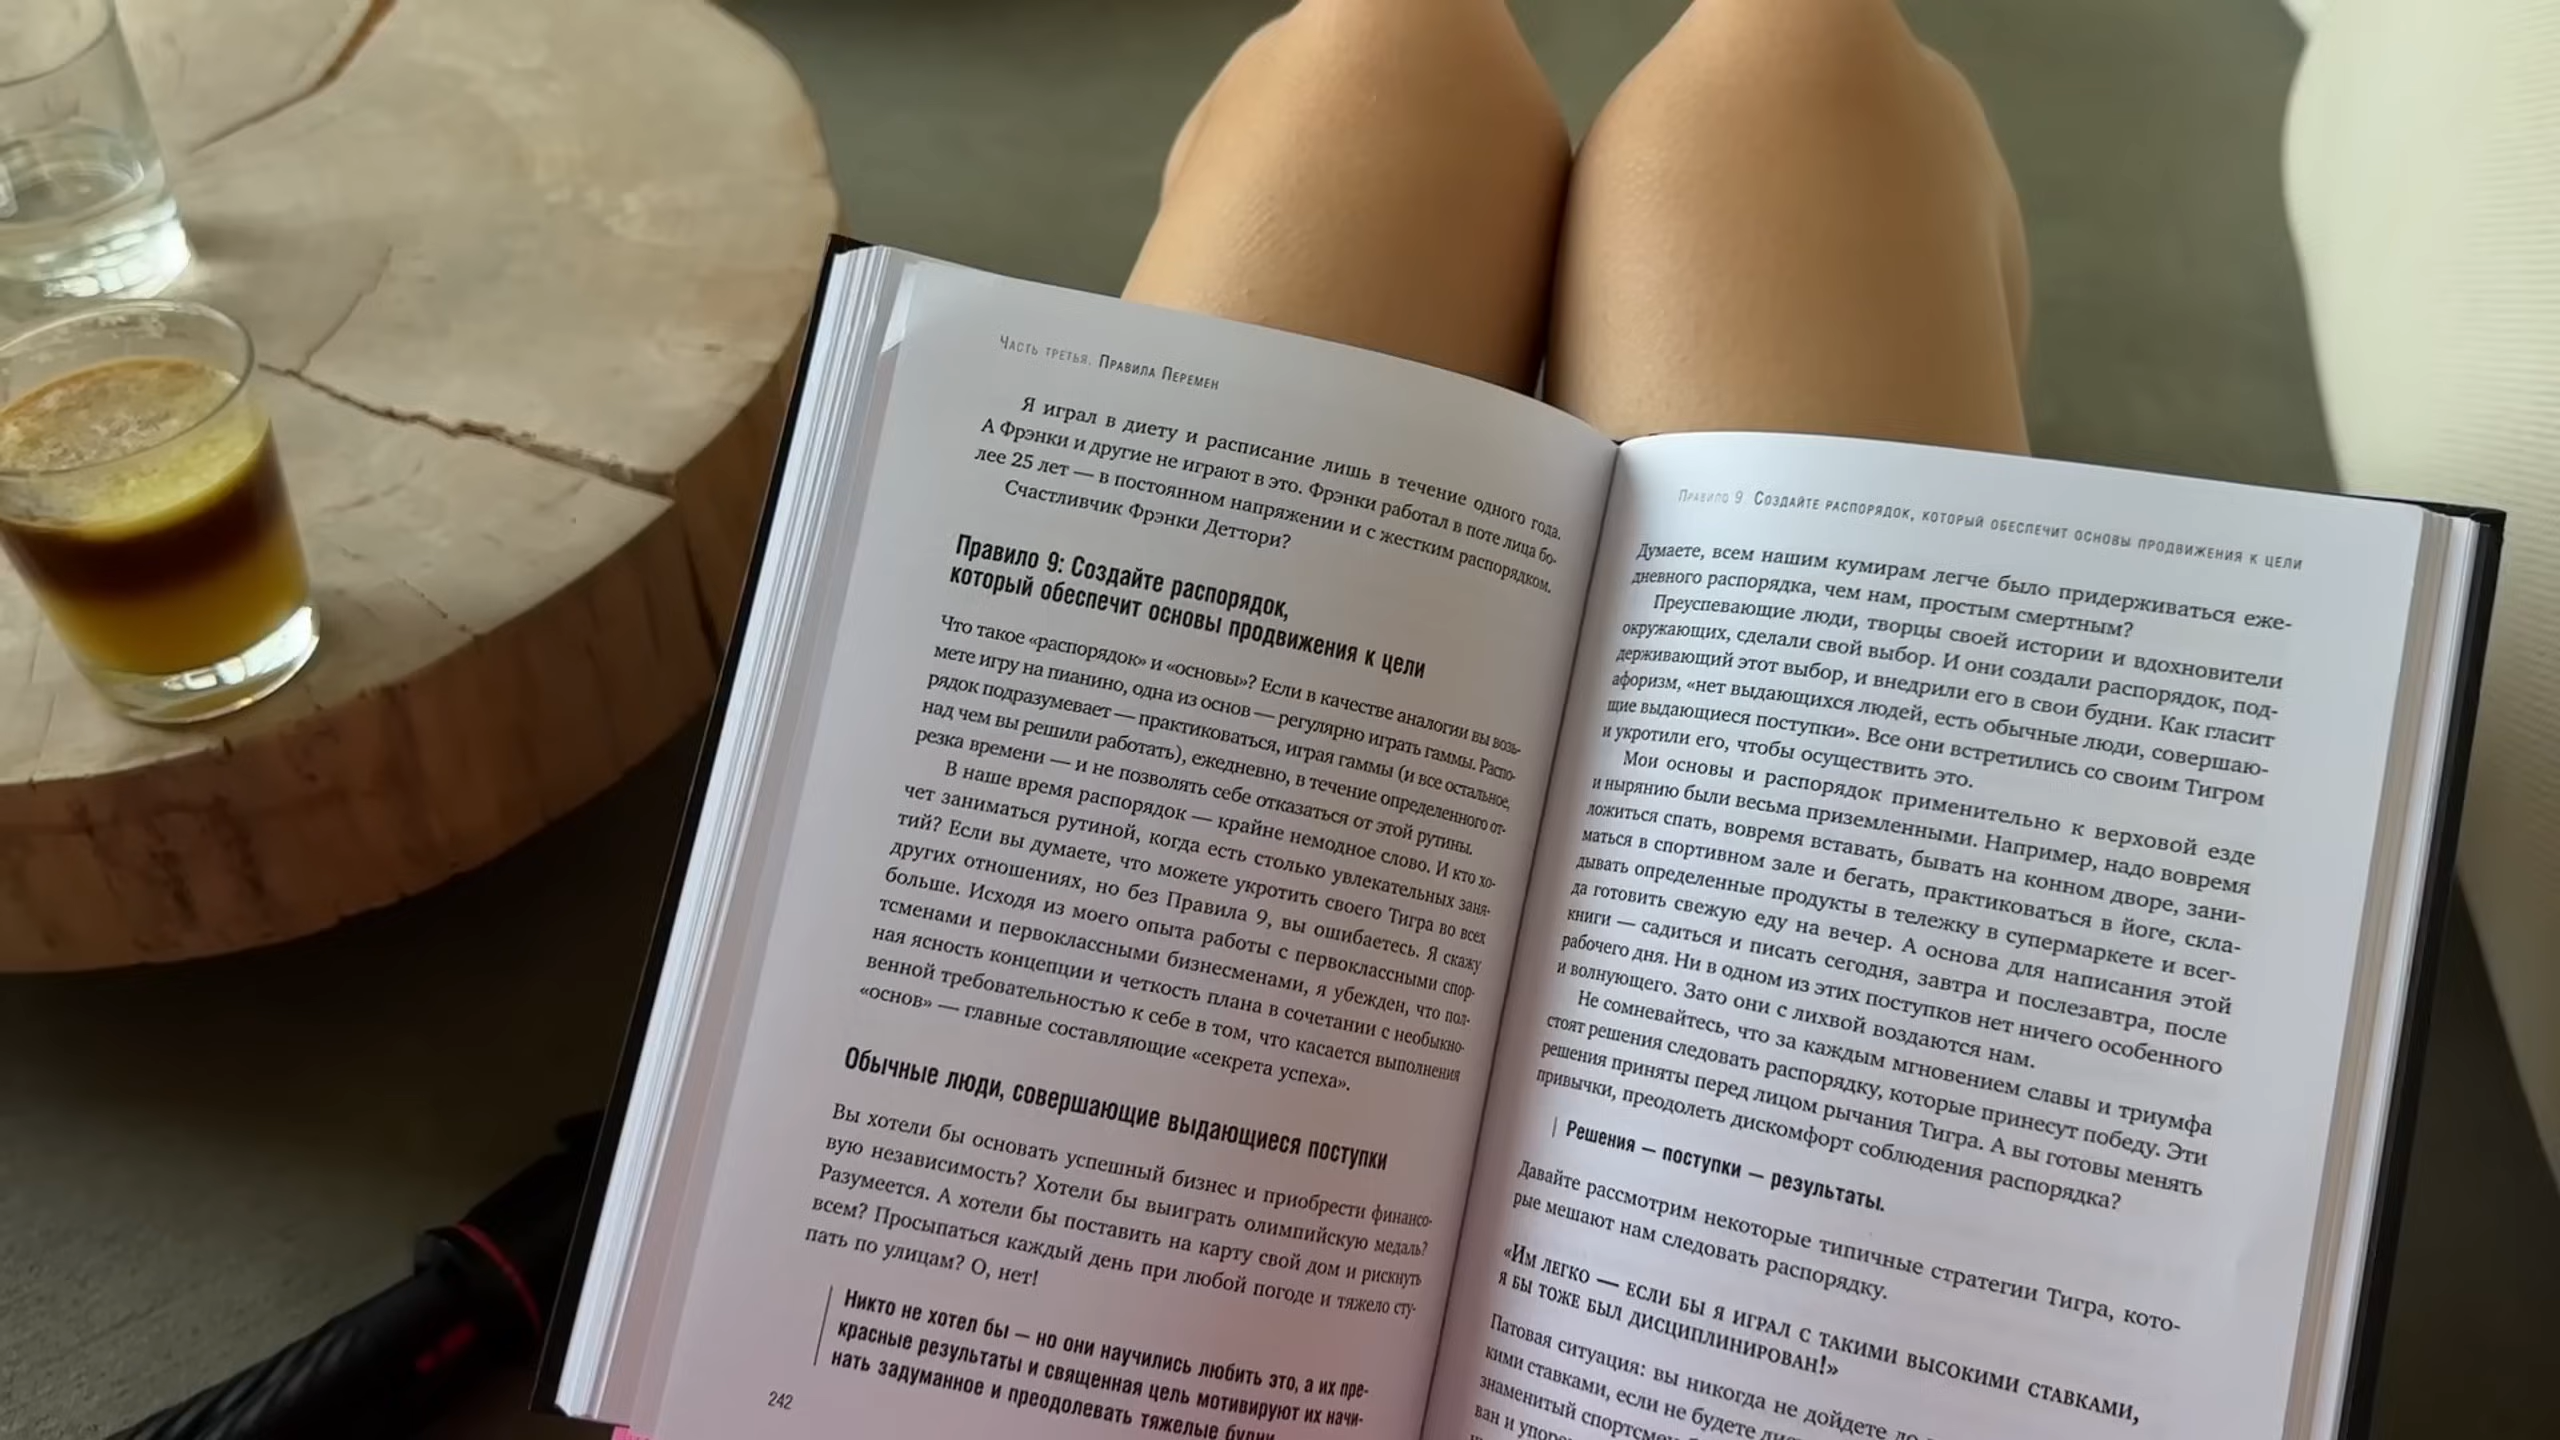 Часть третья. Правила Перемен
Я играл в диету и расписание лишь в течение одного года.
А Фрэнки и другие не играют в это. Фрэнки работал в поте лица бо-
лее 25 лет — в постоянном напряжении и с жестким распорядком.
Счастливчик Фрэнки Деттори?
Правило 9: Создайте распорядок,
который обеспечит основы продвижения к цели
Что такое «распорядок» и «основы»? Если в качестве аналогии вы возь-
мете игру на пианино, одна из основ — регулярно играть гаммы. Распо-
рядок подразумевает — практиковаться, играя гаммы (и все остальное,
над чем вы решили работать), ежедневно, в течение определенного от-
резка времени — и не позволять себе отказаться от этой рутины.
В наше время распорядок — крайне немодное слово. И кто хо-
чет заниматься рутиной, когда есть столько увлекательных заня-
тий? Если вы думаете, что можете укротить своего Тигра во всех
других отношениях, но без Правила 9, вы ошибаетесь. Я скажу
больше. Исходя из моего опыта работы с первоклассными спор-
тсменами и первоклассными бизнесменами, я убежден, что пол-
ная ясность концепции и четкость плана в сочетании с необыкно-
венной требовательностью к себе в том, что касается выполнения
«основ» — главные составляющие «секрета успеха».
Обычные люди, совершающие выдающиеся поступки
Вы хотели бы основать успешный бизнес и приобрести финансо-
вую независимость? Хотели бы выиграть олимпийскую медаль?
Разумеется. А хотели бы поставить на карту свой дом и рискнуть
всем? Просыпаться каждый день при любой погоде и тяжело сту-
пать по улицам? О, нет!
Никто не хотел бы — но они научились любить это, а их пре-
красные результаты и священная цель мотивируют их начи-
нать задуманное и преодолевать тяжелые будни
242
Правило 9 Создайте распорядок, который обеспечит основы продвижения к цели
Думаете, всем нашим кумирам легче было придерживаться еже-
дневного распорядка, чем нам, простым смертным?
Преуспевающие люди, творцы своей истории и вдохновители
окружающих, сделали свой выбор. И они создали распорядок, под-
держивающий этот выбор, и внедрили его в свои будни. Как гласит
афоризм, «нет выдающихся людей, есть обычные люди, совершаю-
щие выдающиеся поступки». Все они встретились со своим Тигром
и укротили его, чтобы осуществить это.
Мои основы и распорядок применительно к верховой езде
и нырянию были весьма приземленными. Например, надо вовремя
ложиться спать, вовремя вставать, бывать на конном дворе, зани-
маться в спортивном зале и бегать, практиковаться в йоге, скла-
дывать определенные продукты в тележку в супермаркете и всег-
да готовить свежую еду на вечер. А основа для написания этой
книги — садиться и писать сегодня, завтра и послезавтра, после
рабочего дня. Ни в одном из этих поступков нет ничего особенного
и волнующего. Зато они с лихвой воздаются нам.
Не сомневайтесь, что за каждым мгновением славы и триумфа
стоят решения следовать распорядку, которые принесут победу. Эти
решения приняты перед лицом рычания Тигра. А вы готовы менять
привычки, преодолеть дискомфорт соблюдения распорядка?
Решения — поступки — результаты.
Давайте рассмотрим некоторые типичные стратегии Тигра, кото-
рые мешают нам следовать распорядку.
«Им легко — если бы я играл с такими высокими ставками,
я бы тоже был дисциплинирован!»
Патовая ситуация: вы никогда не дойдете до
кими ставками, если не будете
знаменитый спортсмен
ван и упоре